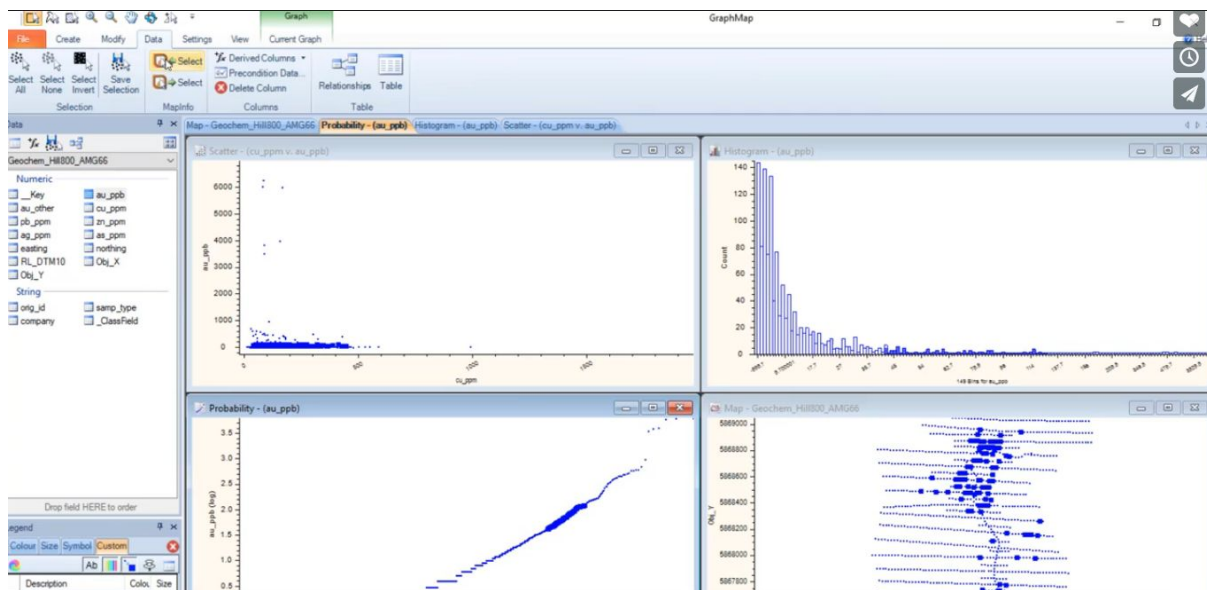 Graph
GraphMap
File Create Modify Data Settings View Current Graph
Select All
Select None
Select Invert
Save Selection
Selection
Select
Select
MapInfo
Derived Columns
Precondition Data...
Delete Column
Columns
Relationships Table
Table
Data
Map - Geochem_Hill800_AMG66 Probability - (au_ppb) Histogram - (au_ppb) Scatter - (cu_ppm v. au_ppb)
Geochem_Hill800_AMG66
Numeric
__Key au_ppb
au_other cu_ppm
pb_ppm zn_ppm
ag_ppm as_ppm
easting northing
RL_DTM10 Obj_X
Obj_Y
String
orig_id samp_type
company _ClassField
Drop field HERE to order
Legend
Colour Size Symbol Custom
Ab
Description Colou Size
Scatter - (cu_ppm v. au_ppb)
6000
5000
4000
3000
2000
1000
0
au_ppb
0 500 1000 1500
cu_ppm
Histogram - (au_ppb)
140
120
100
80
60
40
20
0
Count
149 Bins for au_ppb
Probability - (au_ppb)
3.5
3.0
2.5
2.0
1.5
1.0
0.5
au_ppb (log)
Map - Geochem_Hill800_AMG66
5869000
5868800
5868600
5868400
5868200
5868000
5867800
Obj_Y